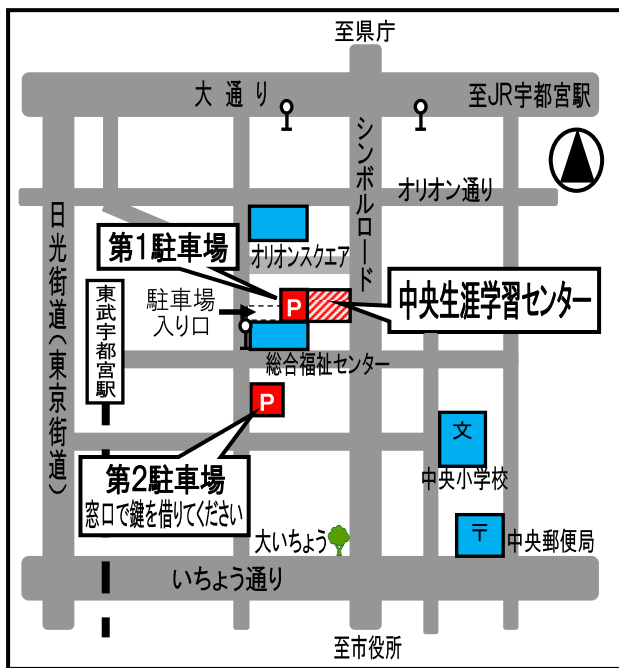 至県庁
大通り
至JR宇都宮駅
シンボルロード
オリオン通り
日光街道(東京街道)
オリオンスクエア
第1駐車場
中央生涯学習センター
東武宇都宮駅
駐車場
入り口
P
総合福祉センター
P
文
中央小学校
第2駐車場
窓口で鍵を借りてください
大いちょう
〒
中央郵便局
いちょう通り
至市役所